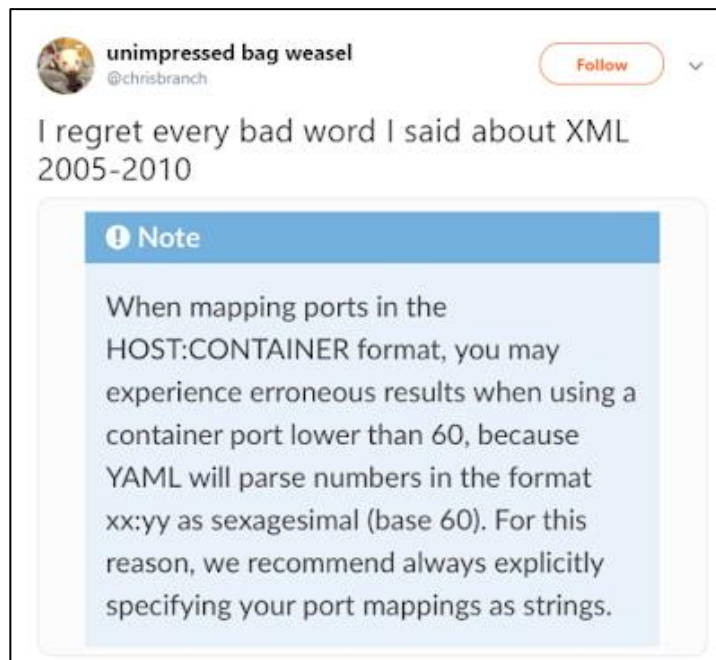 unimpressed bag weasel
@chrisbranch
Follow
I regret every bad word I said about XML
2005-2010
Note
When mapping ports in the
HOST:CONTAINER format, you may
experience erroneous results when using a
container port lower than 60, because
YAML will parse numbers in the format
xx:yy as sexagesimal (base 60). For this
reason, we recommend always explicitly
specifying your port mappings as strings.